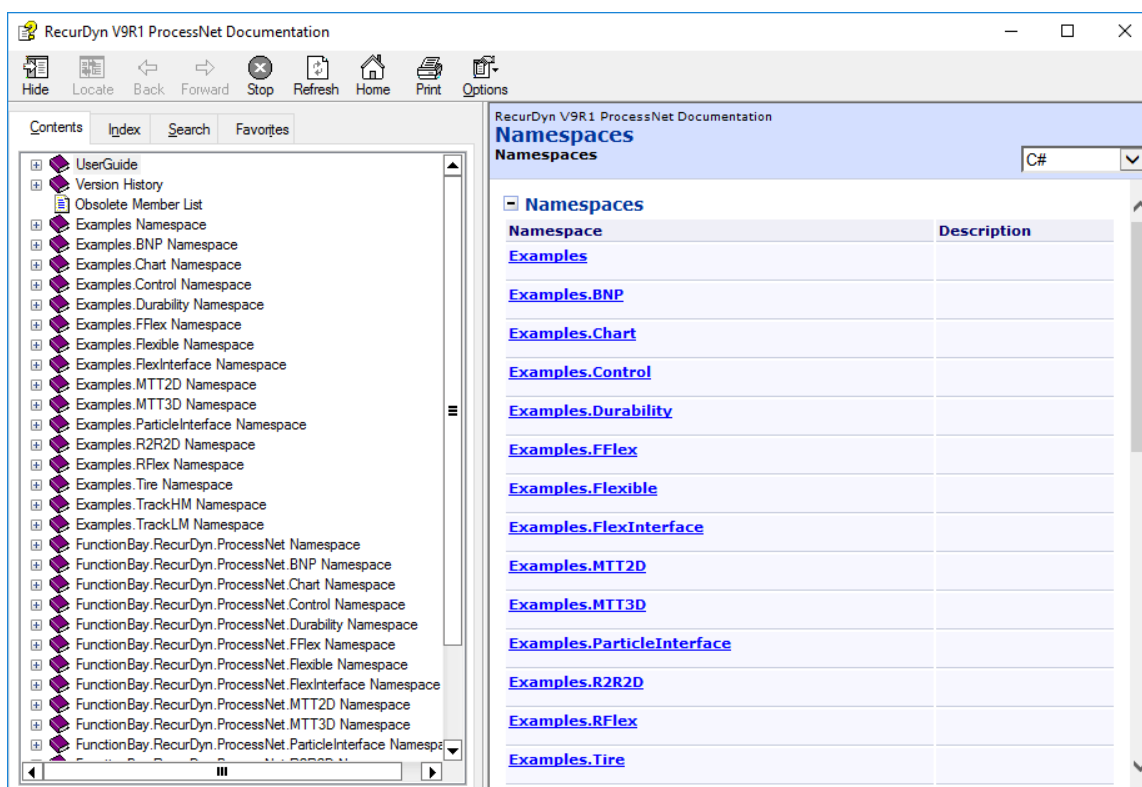 RecurDyn V9R1 ProcessNet Documentation
Hide Locate Back Forward Stop Refresh Home Print Options
Contents Index Search Favorites
UserGuide
Version History
Obsolete Member List
Examples Namespace
Examples.BNP Namespace
Examples.Chart Namespace
Examples.Control Namespace
Examples.Durability Namespace
Examples.FFlex Namespace
Examples.Flexible Namespace
Examples.FlexInterface Namespace
Examples.MTT2D Namespace
Examples.MTT3D Namespace
Examples.ParticleInterface Namespace
Examples.R2R2D Namespace
Examples.RFlex Namespace
Examples.Tire Namespace
Examples.TrackHM Namespace
Examples.TrackLM Namespace
FunctionBay.RecurDyn.ProcessNet Namespace
FunctionBay.RecurDyn.ProcessNet.BNP Namespace
FunctionBay.RecurDyn.ProcessNet.Chart Namespace
FunctionBay.RecurDyn.ProcessNet.Control Namespace
FunctionBay.RecurDyn.ProcessNet.Durability Namespace
FunctionBay.RecurDyn.ProcessNet.FFlex Namespace
FunctionBay.RecurDyn.ProcessNet.Flexible Namespace
FunctionBay.RecurDyn.ProcessNet.FlexInterface Namespace
FunctionBay.RecurDyn.ProcessNet.MTT2D Namespace
FunctionBay.RecurDyn.ProcessNet.MTT3D Namespace
FunctionBay.RecurDyn.ProcessNet.ParticleInterface Namespa
RecurDyn V9R1 ProcessNet Documentation
Namespaces
Namespaces
C#
Namespaces
Namespace Description
Examples
Examples.BNP
Examples.Chart
Examples.Control
Examples.Durability
Examples.FFlex
Examples.Flexible
Examples.FlexInterface
Examples.MTT2D
Examples.MTT3D
Examples.ParticleInterface
Examples.R2R2D
Examples.RFlex
Examples.Tire